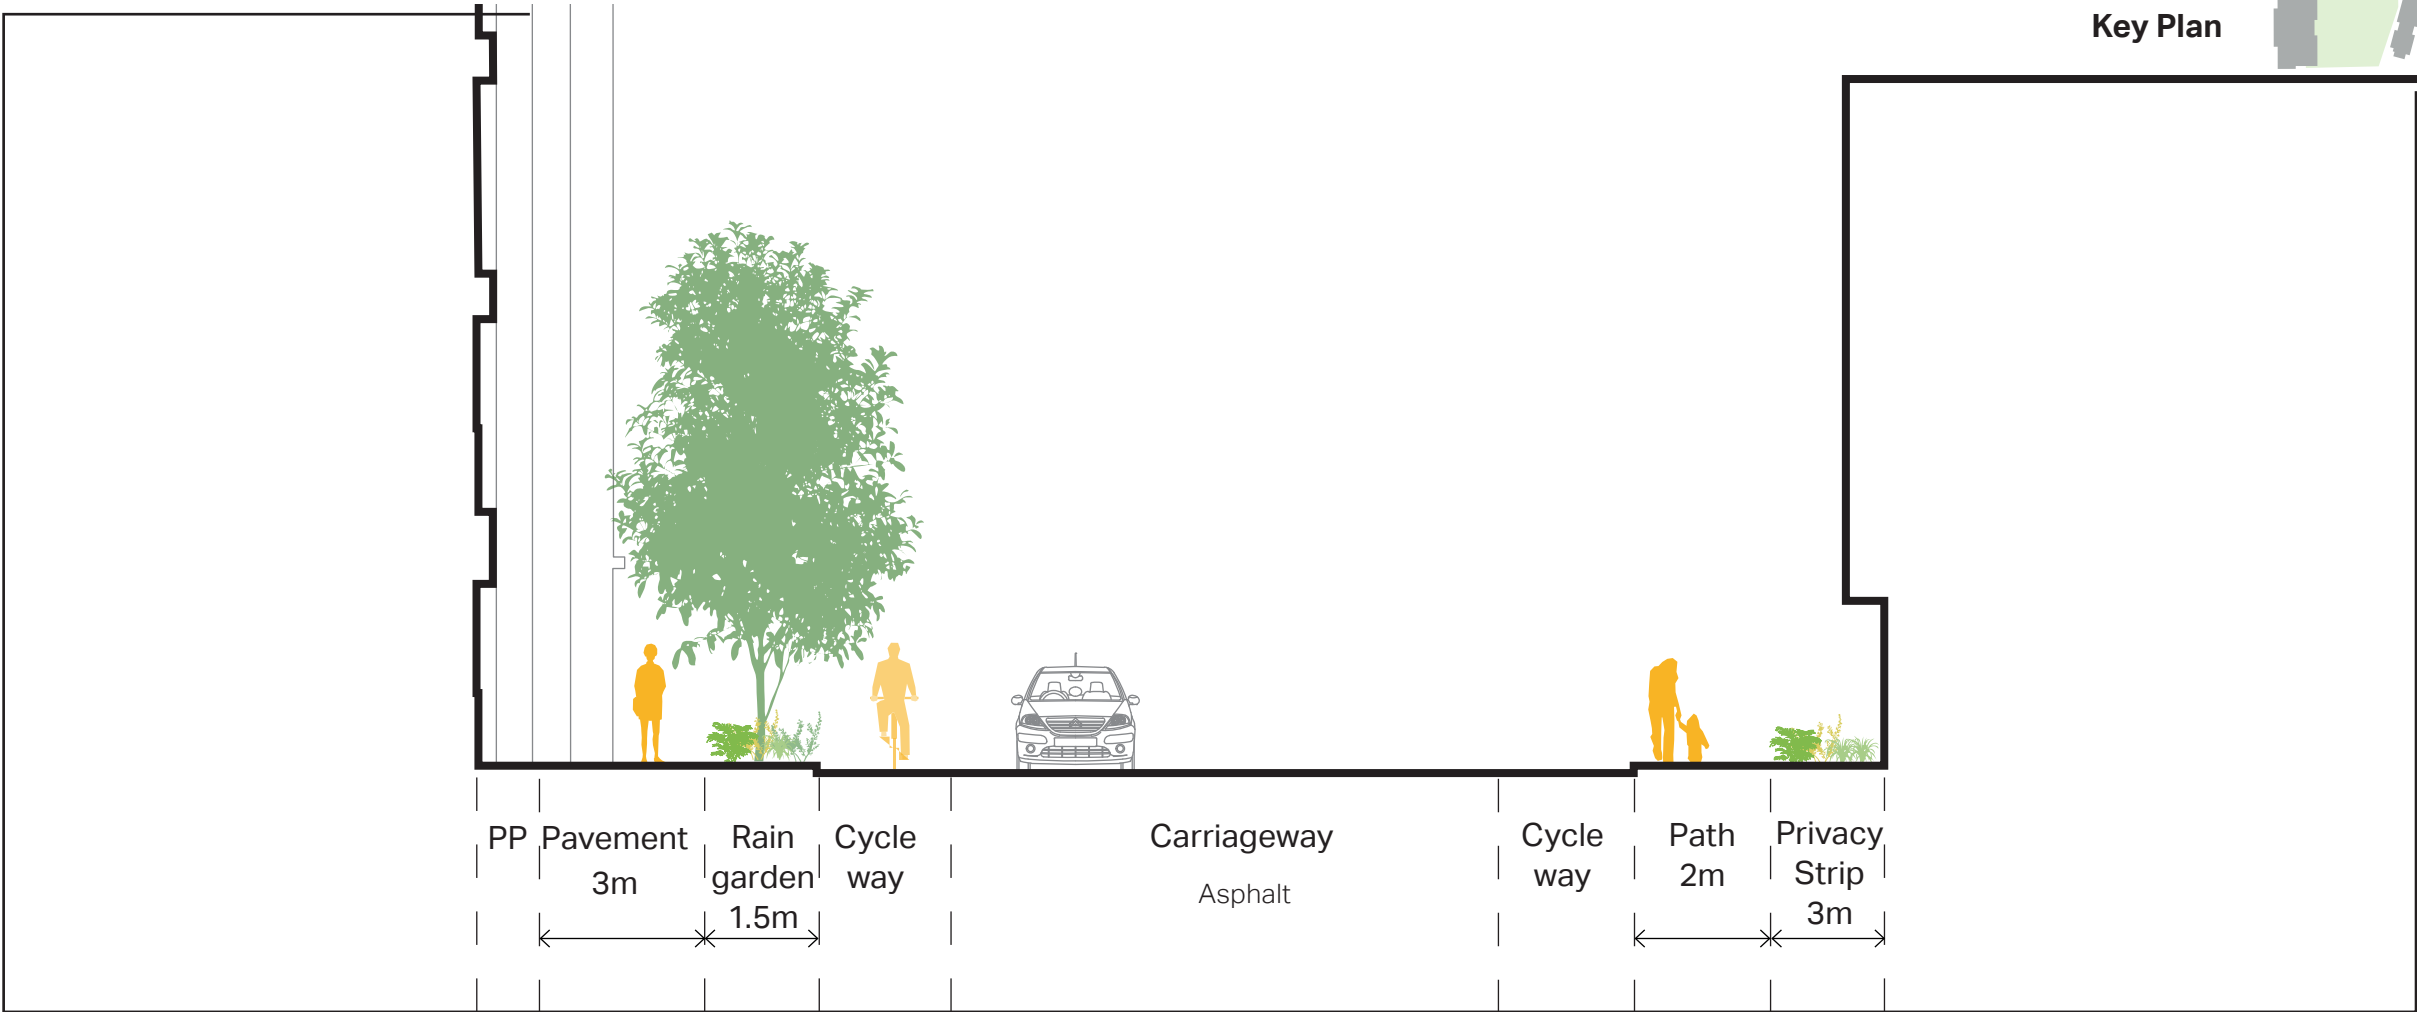 Key Plan
PP
Pavement
3m
Rain
garden
1.5m
Cycle
way
Carriageway
Asphalt
Cycle
way
Path
2m
Privacy
Strip
3m